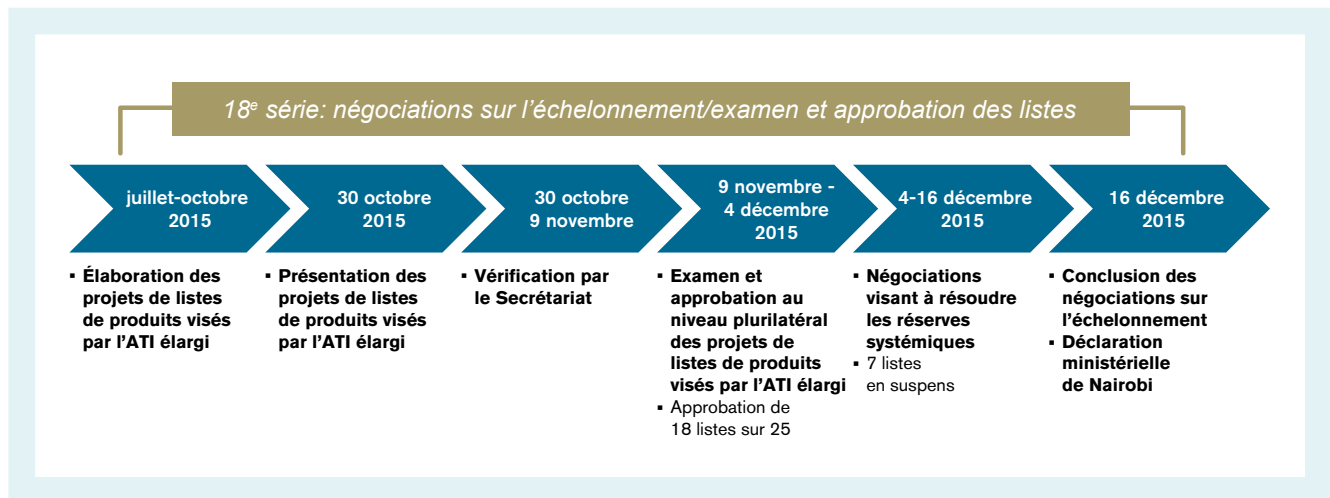 18e série: négociations sur l'échelonnement/examen et approbation des listes
juillet-octobre
2015
30 octobre
2015
30 octobre
9 novembre
9 novembre -
4 décembre
2015
4-16 décembre
2015
16 décembre
2015
▪ Élaboration des
projets de listes
de produits visés
par l'ATI élargi
▪ Présentation des
projets de listes
de produits visés
par l'ATI élargi
▪ Vérification par
le Secrétariat
▪ Examen et
approbation au
niveau plurilatéral
des projets de
listes de produits
visés par l'ATI élargi
▪ Approbation de
18 listes sur 25
▪ Négociations
visant à résoudre
les réserves
systémiques
▪ 7 listes
en suspens
▪ Conclusion des
négociations sur
l'échelonnement
▪ Déclaration
ministérielle
de Nairobi